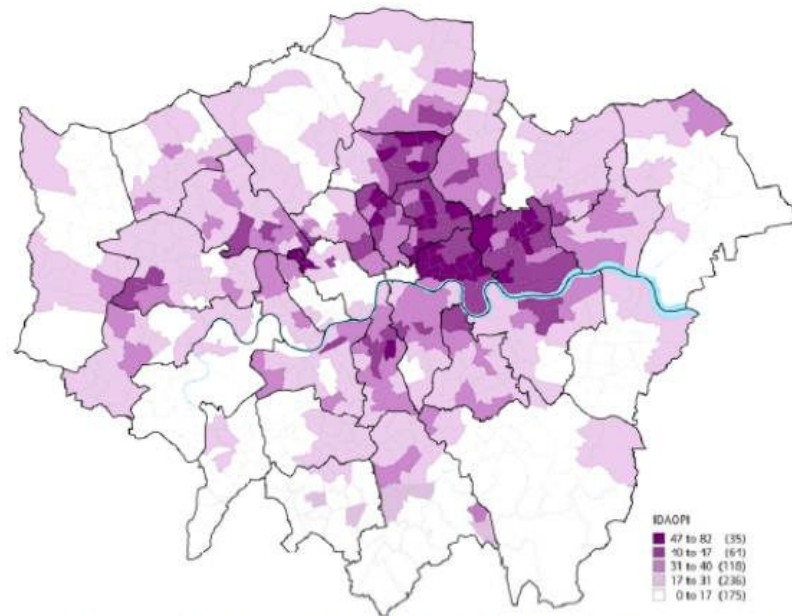 IDAOPI
47 to 82 (35)
40 to 47 (61)
31 to 40 (118)
17 to 31 (236)
0 to 17 (175)